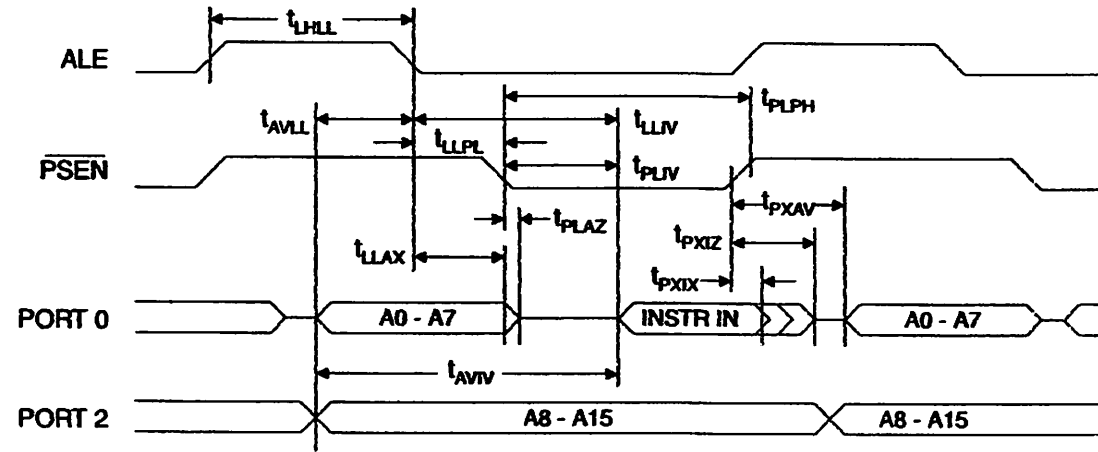 tLHLL
ALE
tPLPH
tAVLL
tLLIV
tLLPL
PSEN
tPLIV
tPXAV
tPLAZ
tPXIZ
tLLAX
tPXIX
PORT 0
A0 - A7
INSTR IN
A0 - A7
tAVIV
PORT 2
A8 - A15
A8 - A15